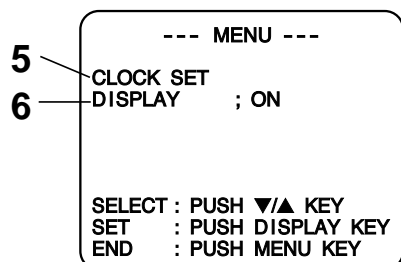 --- MENU ---
5
CLOCK SET
6
DISPLAY ; ON
SELECT : PUSH ▼/▲ KEY
SET : PUSH DISPLAY KEY
END : PUSH MENU KEY